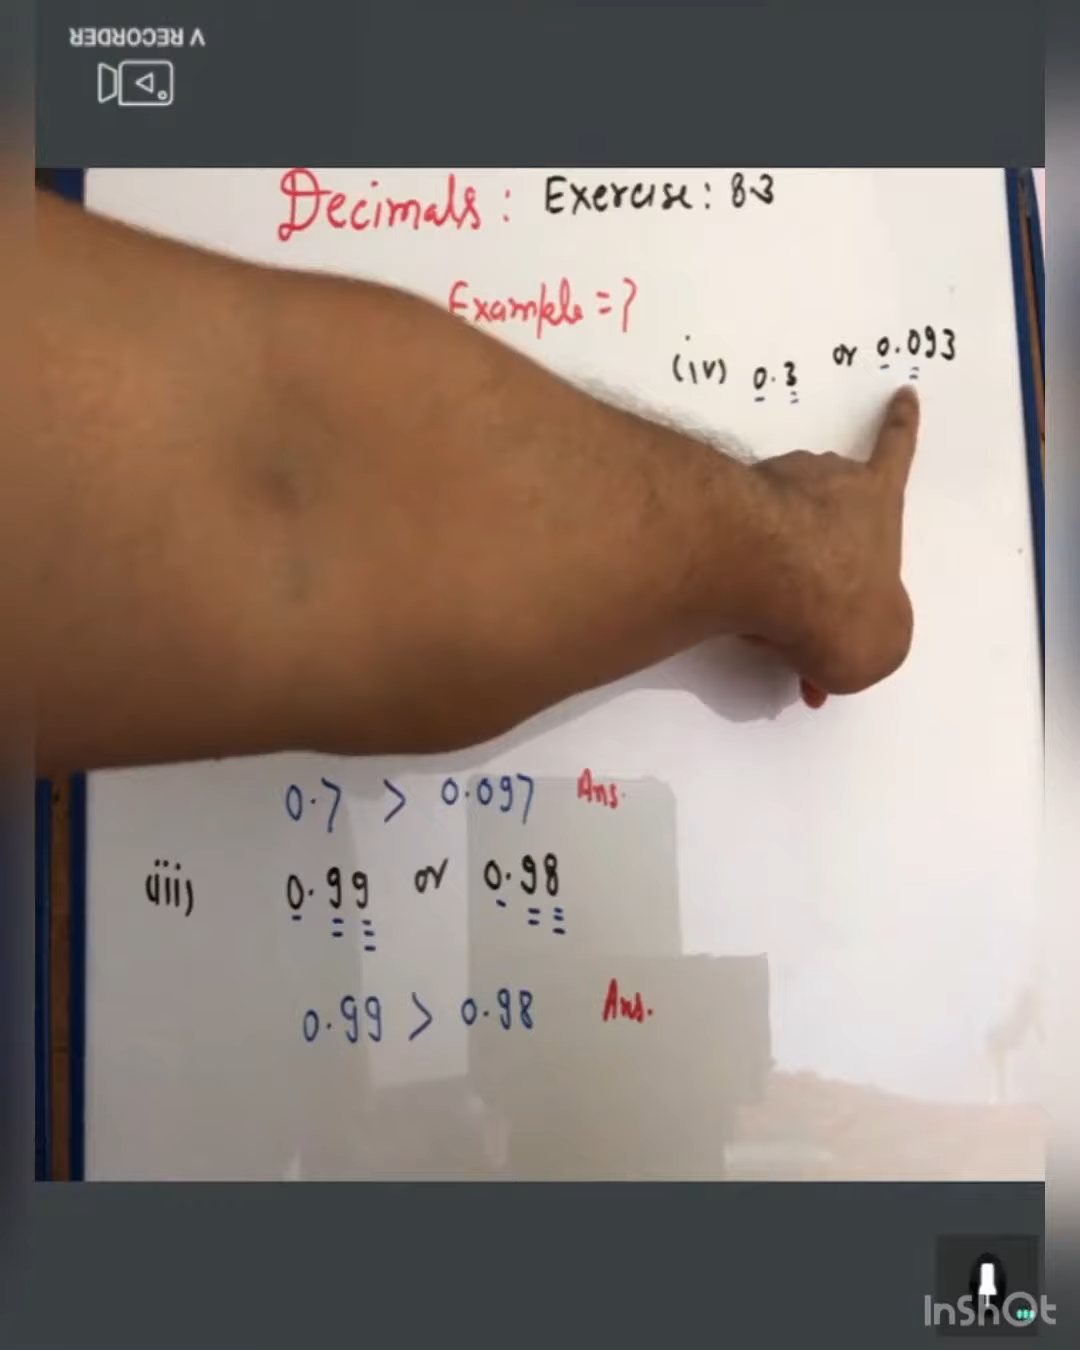 V RECORDER
Decimals : Exercise: 8.3
Example = ?
(iv) 0.3 or 0.093
0.7 > 0.097 Ans.
iii) 0.99 or 0.98
0.99 > 0.98 Ans.
InShOt